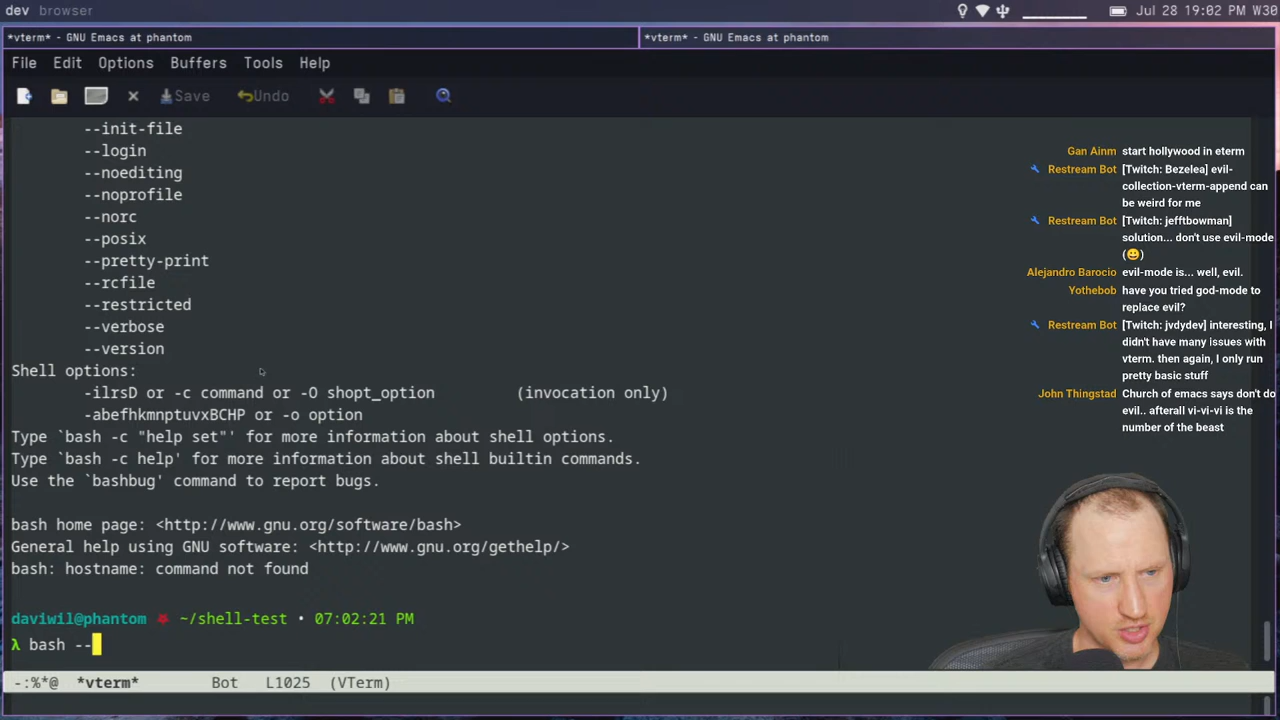 dev browser
Jul 28 19:02 PM W30
*vterm* - GNU Emacs at phantom
*vterm* - GNU Emacs at phantom
File Edit Options Buffers Tools Help
Save Undo
--init-file
--login
--noediting
--noprofile
--norc
--posix
--pretty-print
--rcfile
--restricted
--verbose
--version
Shell options:
-ilrsD or -c command or -O shopt_option (invocation only)
-abefhkmnptuvxBCHP or -o option
Type `bash -c "help set"' for more information about shell options.
Type `bash -c help' for more information about shell builtin commands.
Use the `bashbug' command to report bugs.
bash home page: <http://www.gnu.org/software/bash>
General help using GNU software: <http://www.gnu.org/gethelp/>
bash: hostname: command not found
daviwil@phantom ~/shell-test • 07:02:21 PM
λ bash --
-:%*@ *vterm* Bot L1025 (VTerm)
Gan Ainm start hollywood in eterm
Restream Bot [Twitch: Bezelea] evil-
collection-vterm-append can
be weird for me
Restream Bot [Twitch: jefftbowman]
solution... don't use evil-mode
(😀)
Alejandro Barocio evil-mode is... well, evil.
Yothebob have you tried god-mode to
replace evil?
Restream Bot [Twitch: jvdydev] interesting, I
didn't have many issues with
vterm. then again, I only run
pretty basic stuff
John Thingstad Church of emacs says don't do
evil.. afterall vi-vi-vi is the
number of the beast